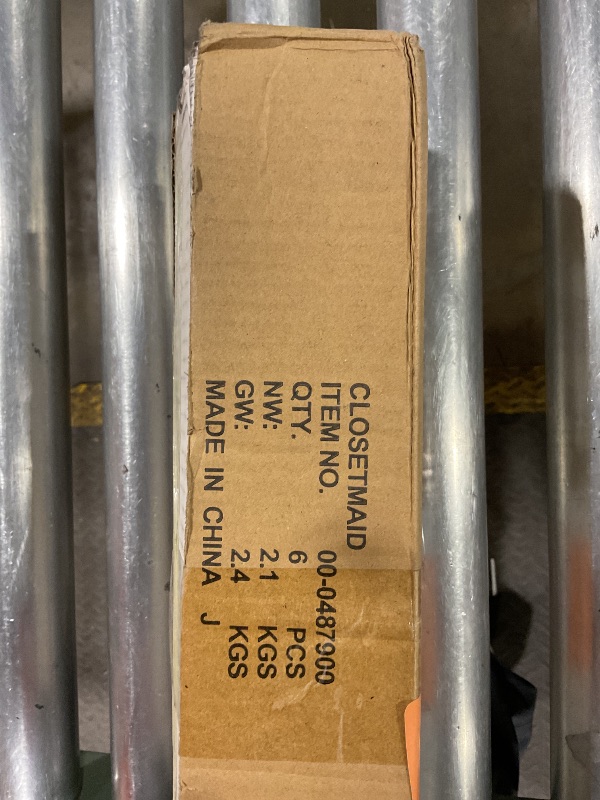 CLOSETMAID
ITEM NO. 00-0487900
QTY. 6 PCS
NW: 2.1 KGS
GW: 2.4 KGS
MADE IN CHINA J